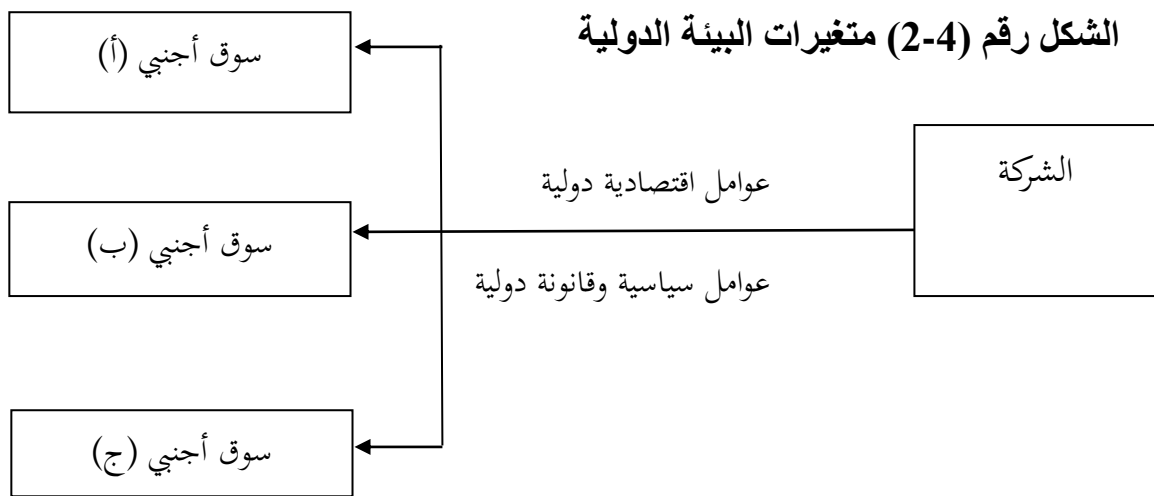 الشكل رقم (4-2) متغيرات البيئة الدولية
الشركة
عوامل اقتصادية دولية
عوامل سياسية وقانونة دولية
سوق أجنبي (أ)
سوق أجنبي (ب)
سوق أجنبي (ج)